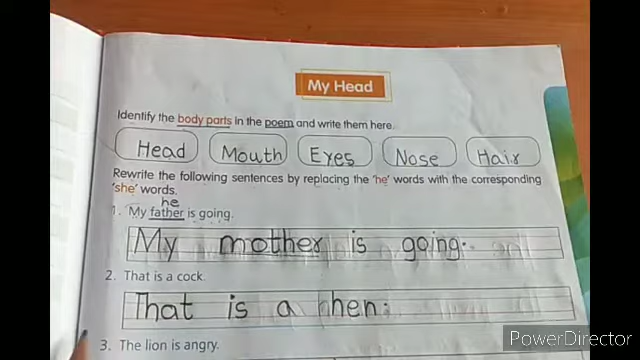 My Head
Identify the body parts in the poem and write them here.
Head Mouth Eyes Nose Hair
Rewrite the following sentences by replacing the 'he' words with the corresponding
'she' words.
he
1. My father is going.
My mother is going.
2. That is a cock.
That is a hen.
3. The lion is angry.
PowerDirector